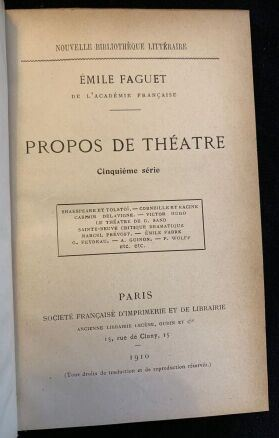 NOUVELLE BIBLIOTHÈQUE LITTÉRAIRE
ÉMILE FAGUET
DE L'ACADÉMIE FRANÇAISE
PROPOS DE THÉATRE
Cinquième série
SHAKSPEARE ET TOLSTOÏ. — CORNEILLE ET RACINE
CASIMIR DELAVIGNE. — VICTOR HUGO
LE THÉATRE DE G. SAND
SAINTE-BEUVE CRITIQUE DRAMATIQUE
MARCEL PRÉVOST. — ÉMILE FABRE
G. FEYDEAU. — A. GUINON. — P. WOLFF
etc. etc.
PARIS
SOCIÉTÉ FRANÇAISE D'IMPRIMERIE ET DE LIBRAIRIE
ANCIENNE LIBRAIRIE LECÈNE, OUDIN ET Cie
15, rue de Cluny, 15
1910
(Tous droits de traduction et de reproduction réservés.)